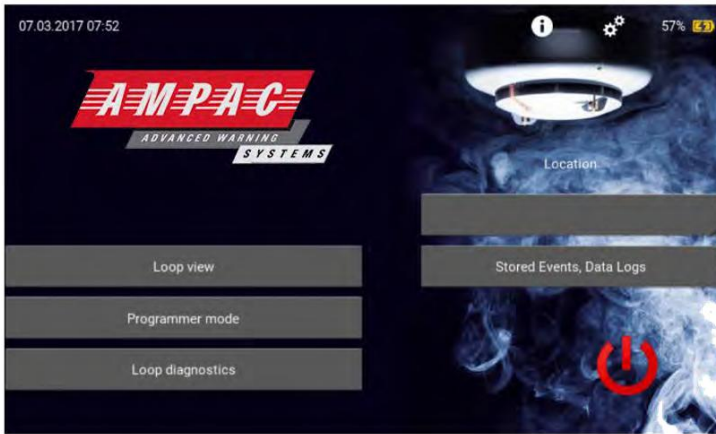 07.03.2017 07:52
57%
AMPAC
ADVANCED WARNING
SYSTEMS
Location
Loop view
Stored Events, Data Logs
Programmer mode
Loop diagnostics